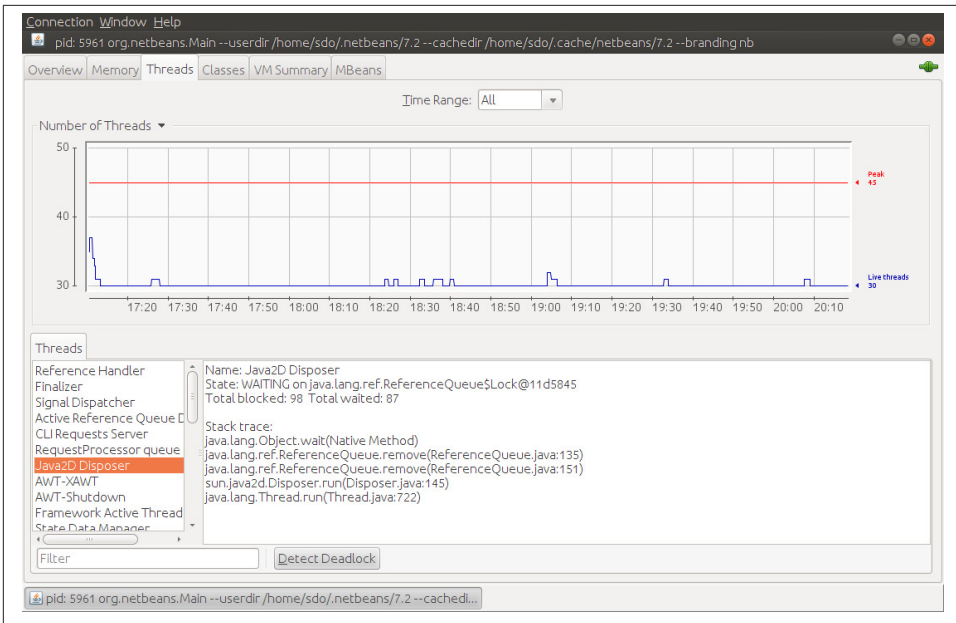 Connection Window Help
pid: 5961 org.netbeans.Main --userdir /home/sdo/.netbeans/7.2 --cachedir /home/sdo/.cache/netbeans/7.2 --branding nb
Overview Memory Threads Classes VM Summary MBeans
Time Range: All
Number of Threads
50
Peak
45
40
Live threads
30
30
17:20 17:30 17:40 17:50 18:00 18:10 18:20 18:30 18:40 18:50 19:00 19:10 19:20 19:30 19:40 19:50 20:00 20:10
Threads
Reference Handler
Finalizer
Signal Dispatcher
Active Reference Queue D
CLI Requests Server
RequestProcessor queue
Java2D Disposer
AWT-XAWT
AWT-Shutdown
Framework Active Thread
State Data Manager
Name: Java2D Disposer
State: WAITING on java.lang.ref.ReferenceQueue$Lock@11d5845
Total blocked: 98 Total waited: 87
Stack trace:
java.lang.Object.wait(Native Method)
java.lang.ref.ReferenceQueue.remove(ReferenceQueue.java:135)
java.lang.ref.ReferenceQueue.remove(ReferenceQueue.java:151)
sun.java2d.Disposer.run(Disposer.java:145)
java.lang.Thread.run(Thread.java:722)
Filter
Detect Deadlock
pid: 5961 org.netbeans.Main --userdir /home/sdo/.netbeans/7.2 --cachedi...